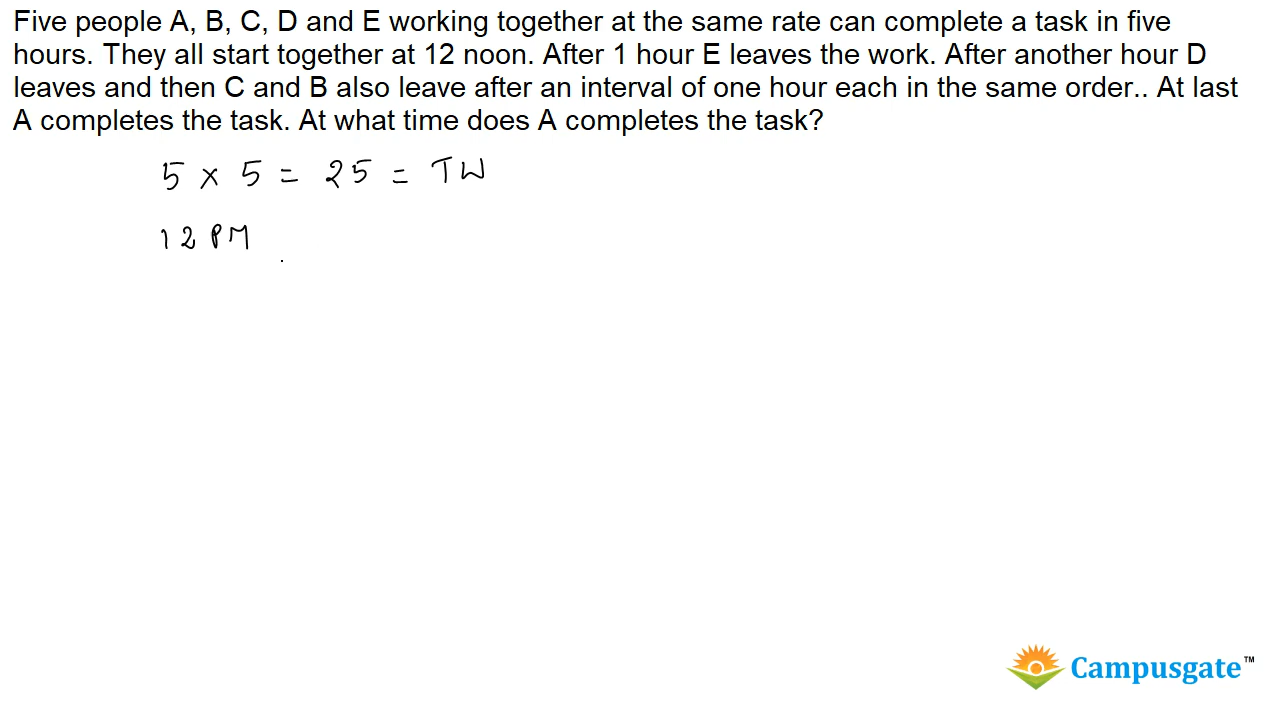 Five people A, B, C, D and E working together at the same rate can complete a task in five
hours. They all start together at 12 noon. After 1 hour E leaves the work. After another hour D
leaves and then C and B also leave after an interval of one hour each in the same order.. At last
A completes the task. At what time does A completes the task?
5 × 5 = 25 = TW
12 PM
Campusgate™